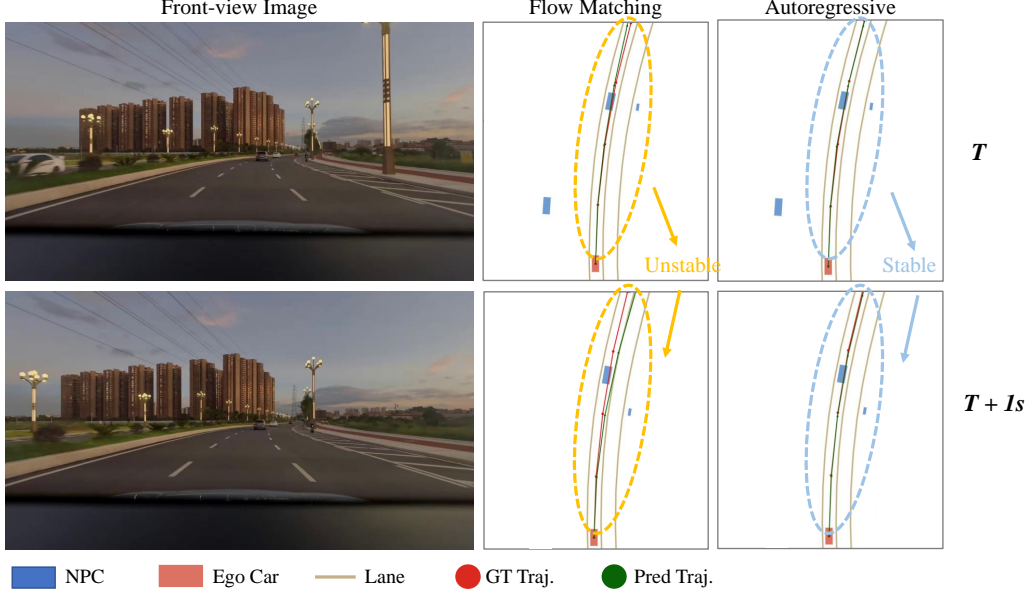 Front-view Image
Flow Matching
Autoregressive
T
Unstable
Stable
T + 1s
NPC
Ego Car
Lane
GT Traj.
Pred Traj.